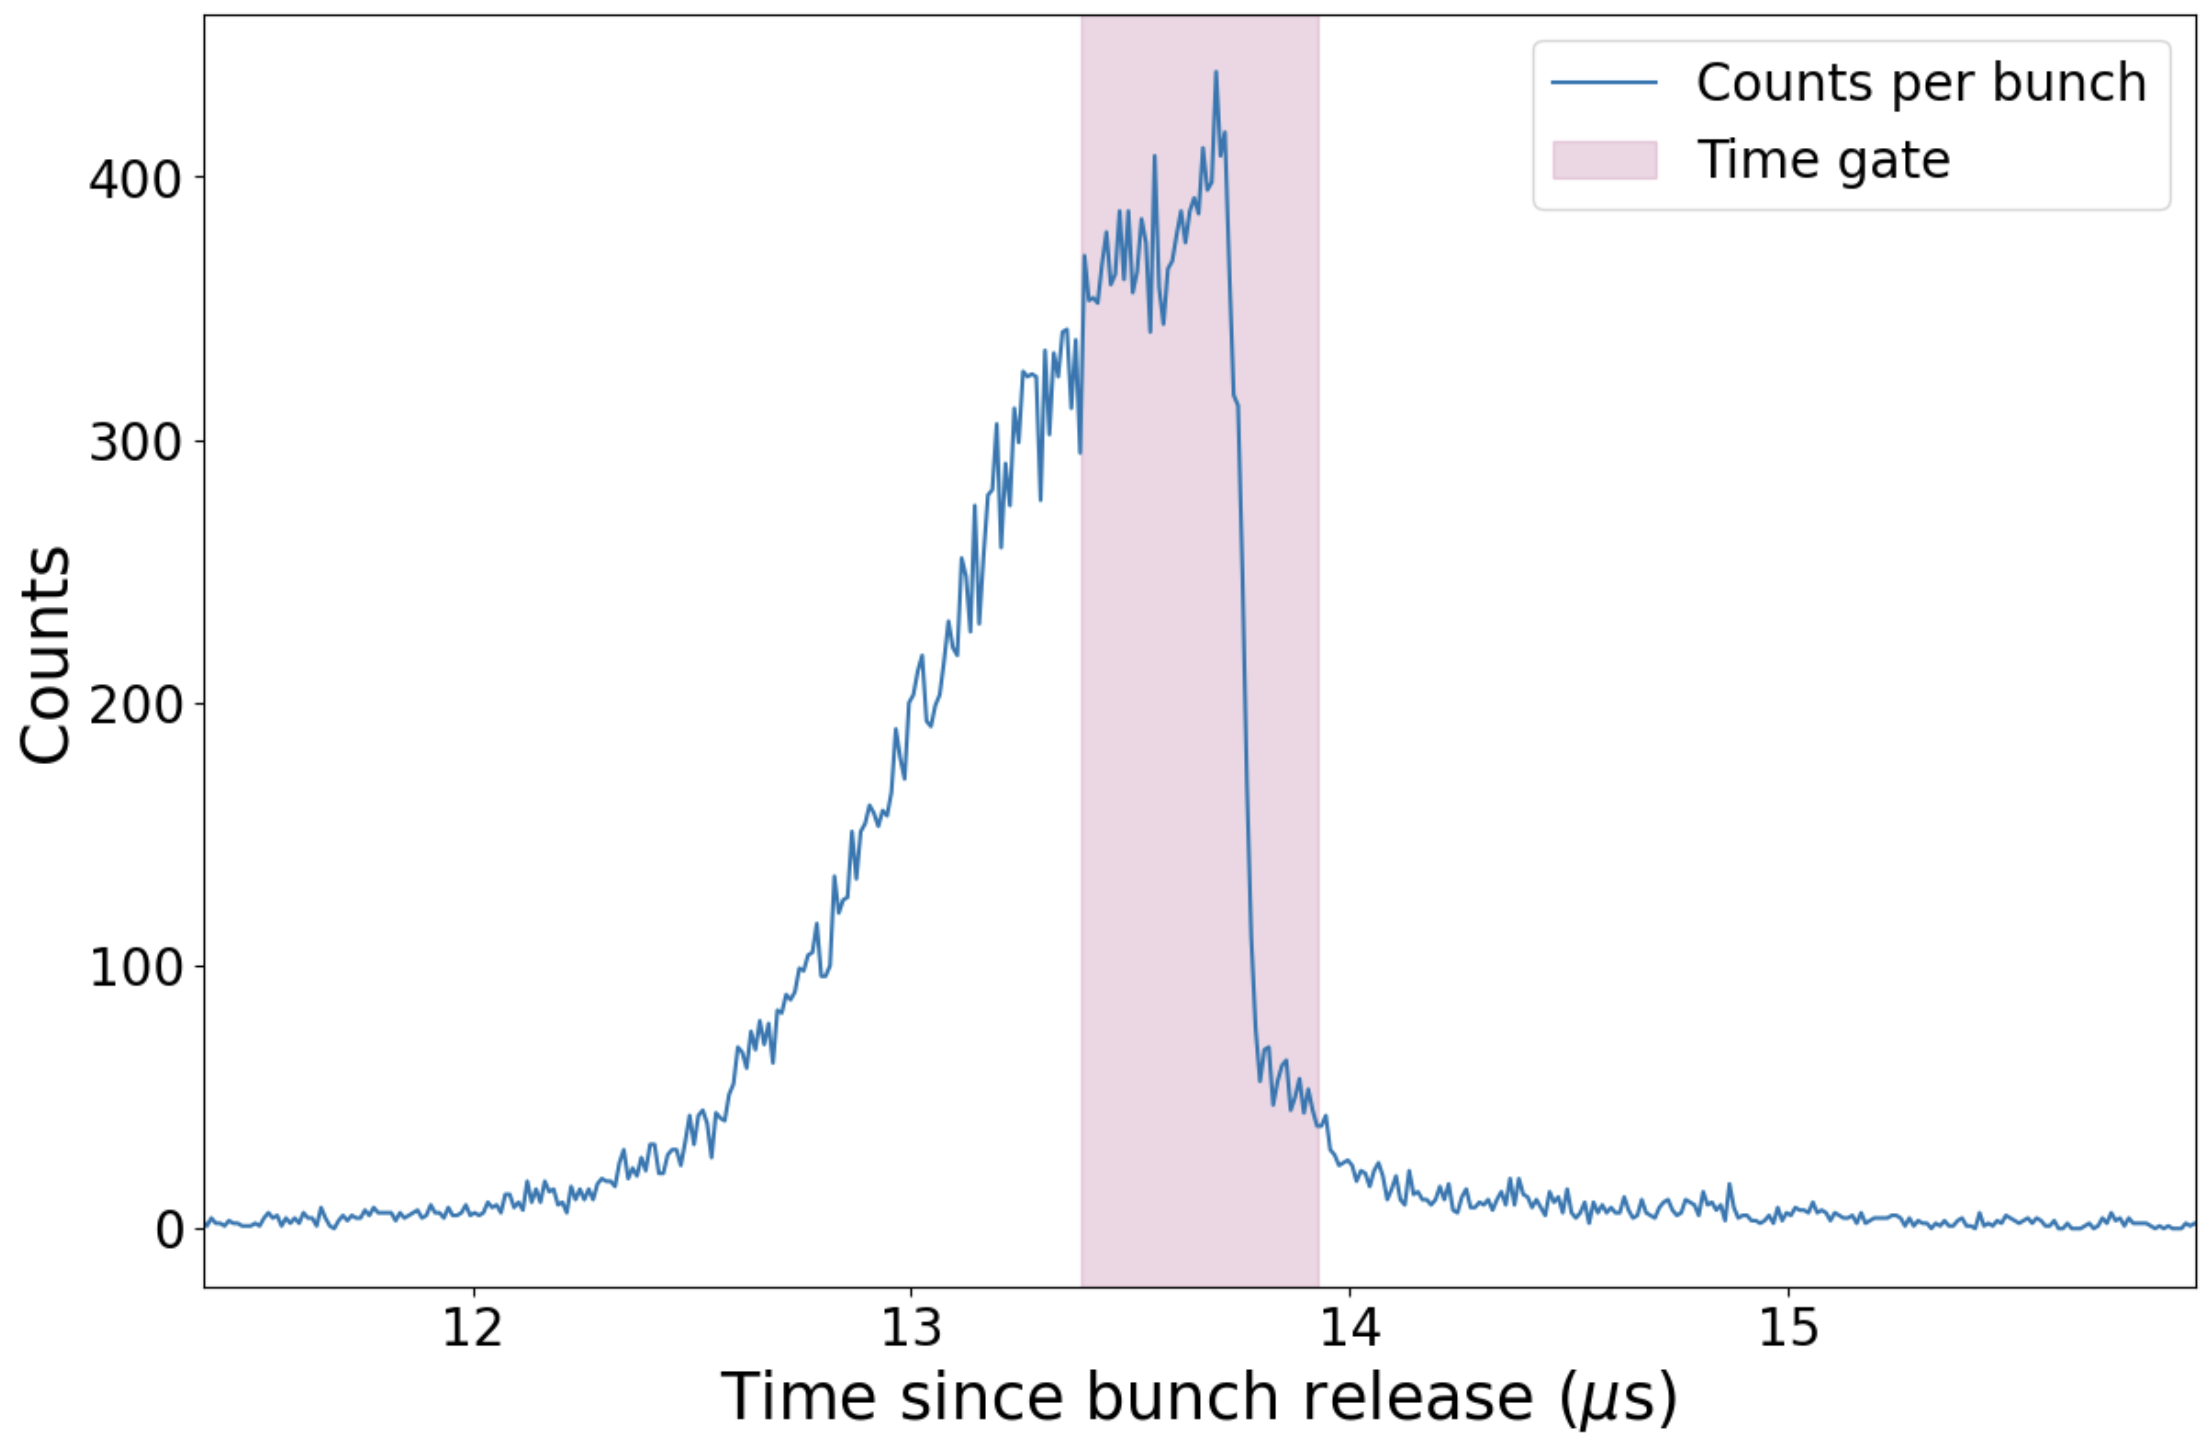 Counts per bunch
Time gate
400
300
200
100
0
Counts
12 13 14 15
Time since bunch release (μs)